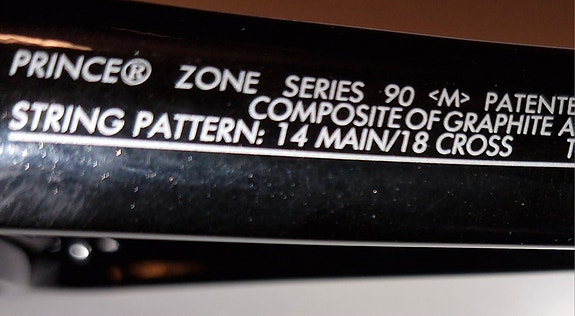 PRINCE® ZONE SERIES 90 <M> PATENTE
COMPOSITE OF GRAPHITE A
STRING PATTERN: 14 MAIN/18 CROSS T